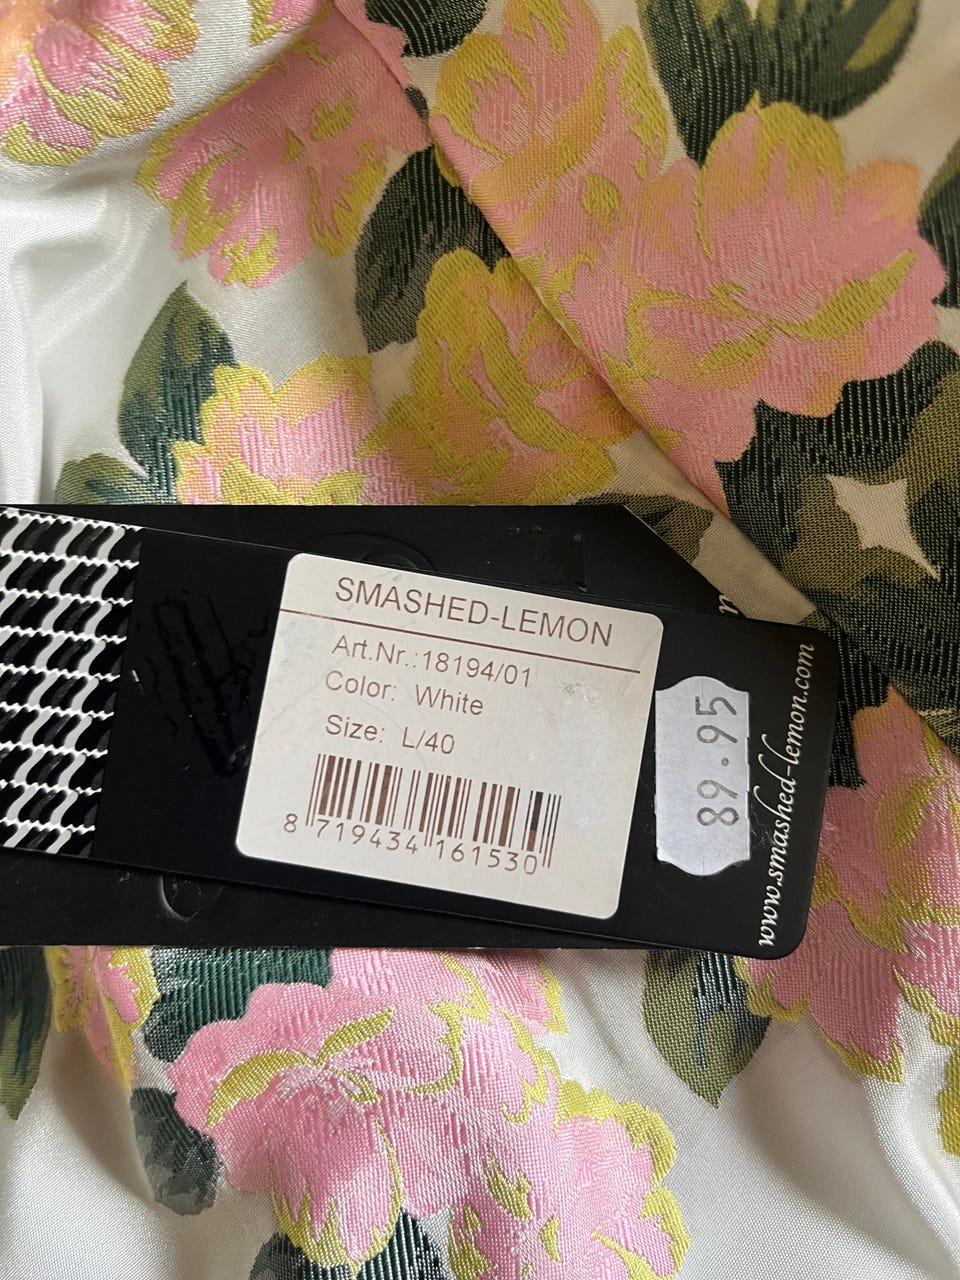 SMASHED-LEMON
Art.Nr.:18194/01
Color: White
Size: L/40
8 719434 161530
89.95
www.smashed-lemon.com